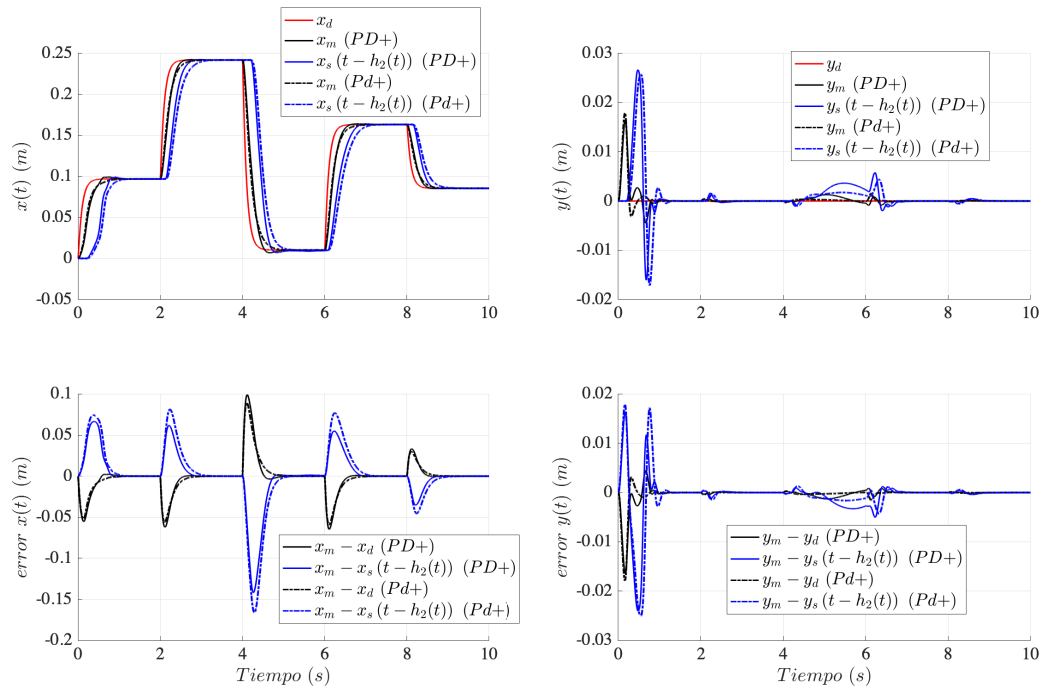 0.25
0.2
0.15
0.1
0.05
0
-0.05
x(t) (m)
0 2 4 6 8 10
x_d
x_m (PD+)
x_s (t − h_2(t)) (PD+)
x_m (Pd+)
x_s (t − h_2(t)) (Pd+)
0.03
0.02
0.01
0
-0.01
-0.02
y(t) (m)
0 2 4 6 8 10
y_d
y_m (PD+)
y_s (t − h_2(t)) (PD+)
y_m (Pd+)
y_s (t − h_2(t)) (Pd+)
0.1
0.05
0
-0.05
-0.1
-0.15
-0.2
error x(t) (m)
0 2 4 6 8 10
Tiempo (s)
x_m − x_d (PD+)
x_m − x_s (t − h_2(t)) (PD+)
x_m − x_d (Pd+)
x_m − x_s (t − h_2(t)) (Pd+)
0.02
0.01
0
-0.01
-0.02
-0.03
error y(t) (m)
0 2 4 6 8 10
Tiempo (s)
y_m − y_d (PD+)
y_m − y_s (t − h_2(t)) (PD+)
y_m − y_d (Pd+)
y_m − y_s (t − h_2(t)) (Pd+)